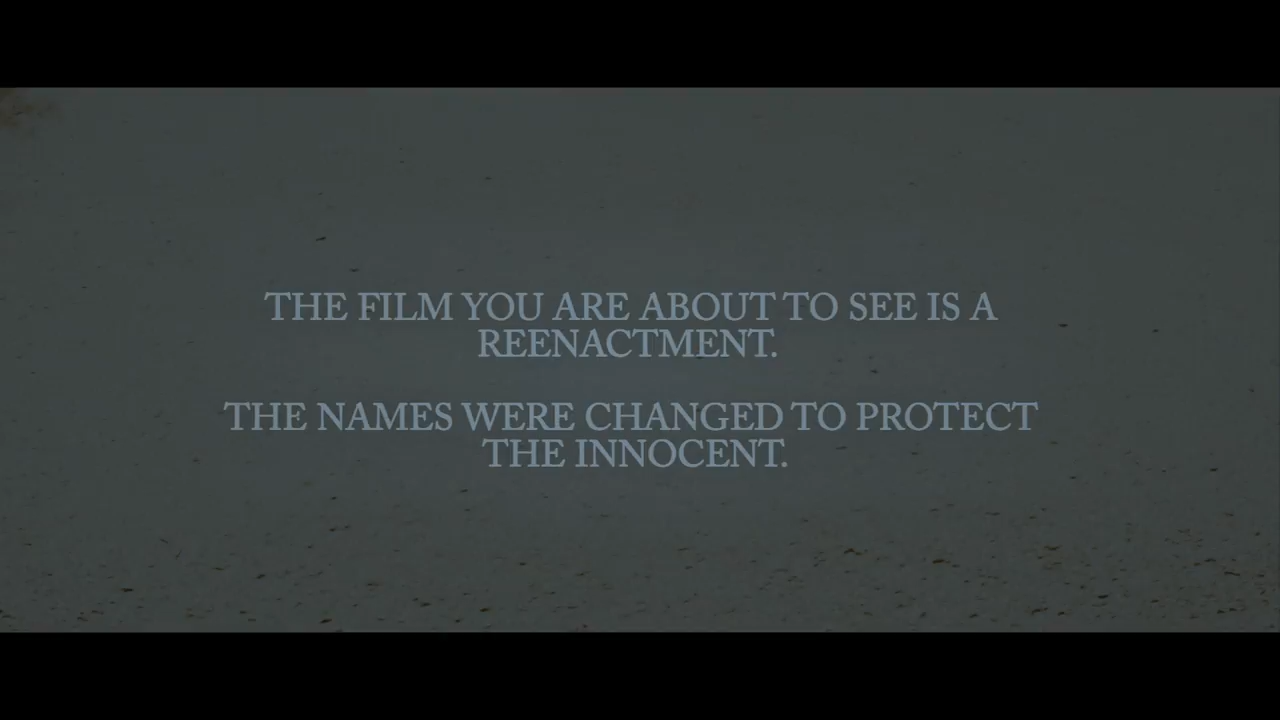 THE FILM YOU ARE ABOUT TO SEE IS A
REENACTMENT.
THE NAMES WERE CHANGED TO PROTECT
THE INNOCENT.